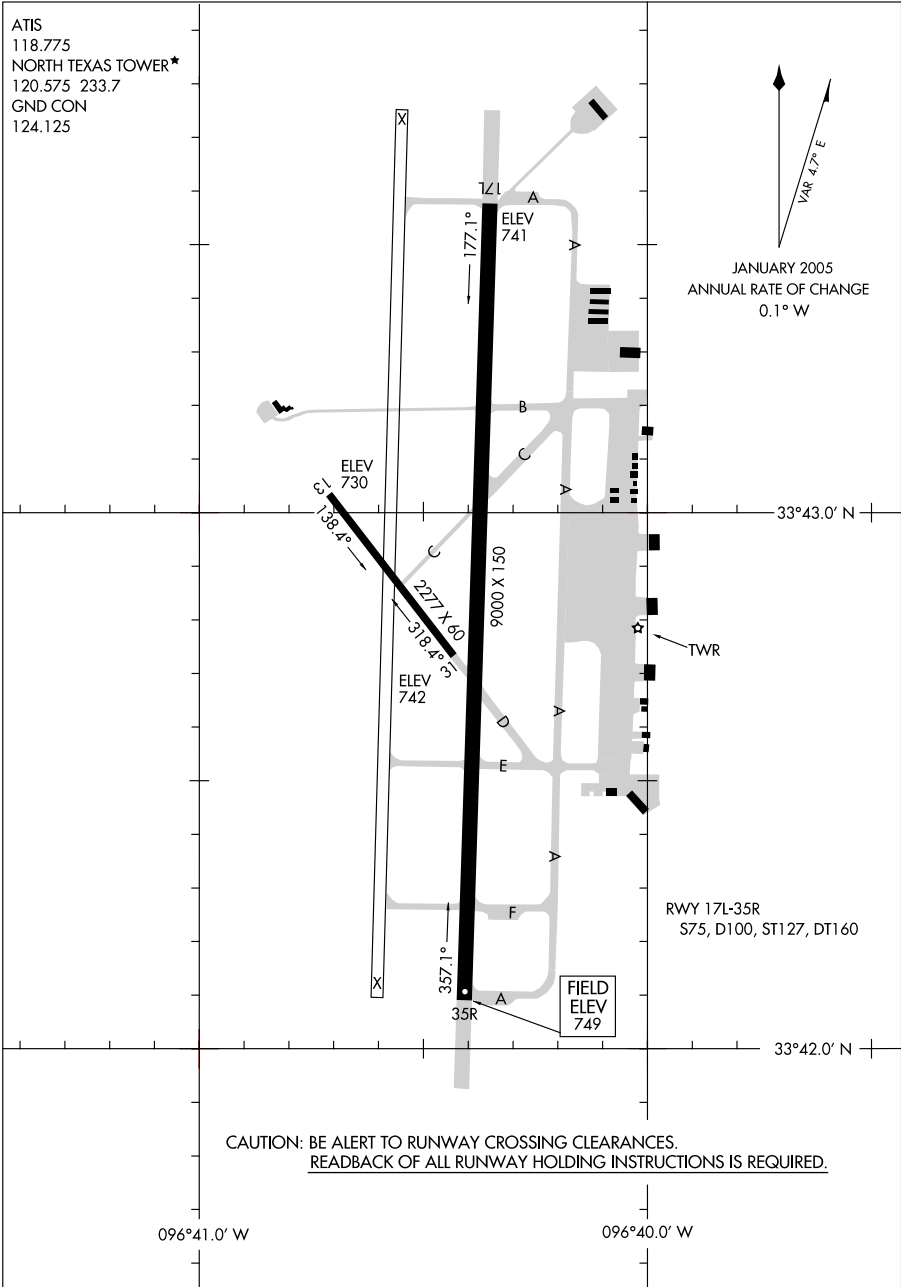 ATIS
118.775
NORTH TEXAS TOWER★
120.575 233.7
GND CON
124.125
VAR 4.7° E
JANUARY 2005
ANNUAL RATE OF CHANGE
0.1° W
X
17L
A
ELEV
741
177.1°
A
B
C
A
ELEV
730
13
138.4°
33°43.0' N
C
9000 X 150
2277 X 60
318.4°
31
TWR
ELEV
742
D
A
E
A
F
RWY 17L-35R
S75, D100, ST127, DT160
357.1°
X
A
35R
FIELD
ELEV
749
33°42.0' N
CAUTION: BE ALERT TO RUNWAY CROSSING CLEARANCES.
READBACK OF ALL RUNWAY HOLDING INSTRUCTIONS IS REQUIRED.
096°41.0' W
096°40.0' W